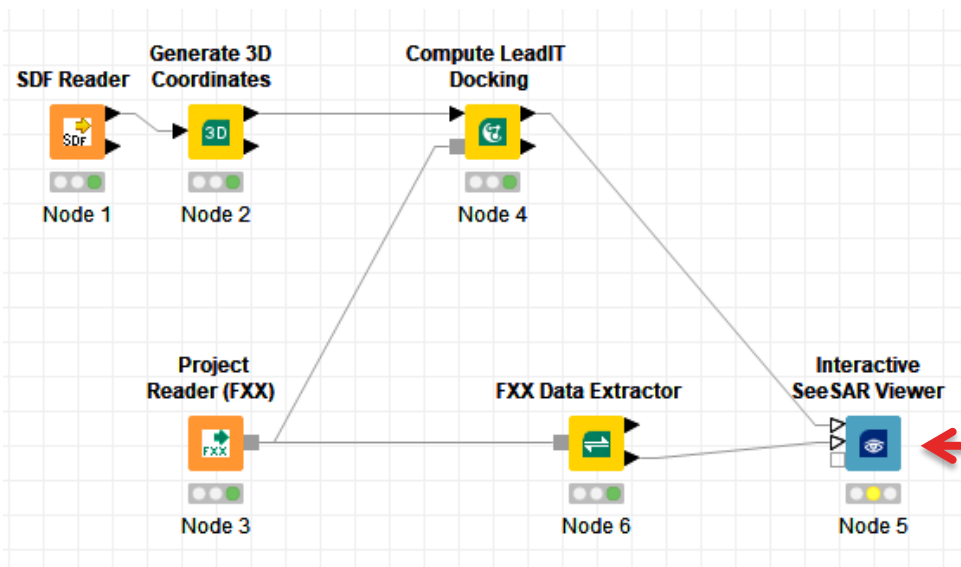 Generate 3D
Coordinates
Compute LeadIT
Docking
SDF Reader
SDF
3D
Node 1
Node 2
Node 4
Project
Reader (FXX)
FXX Data Extractor
Interactive
SeeSAR Viewer
FXX
Node 3
Node 6
Node 5